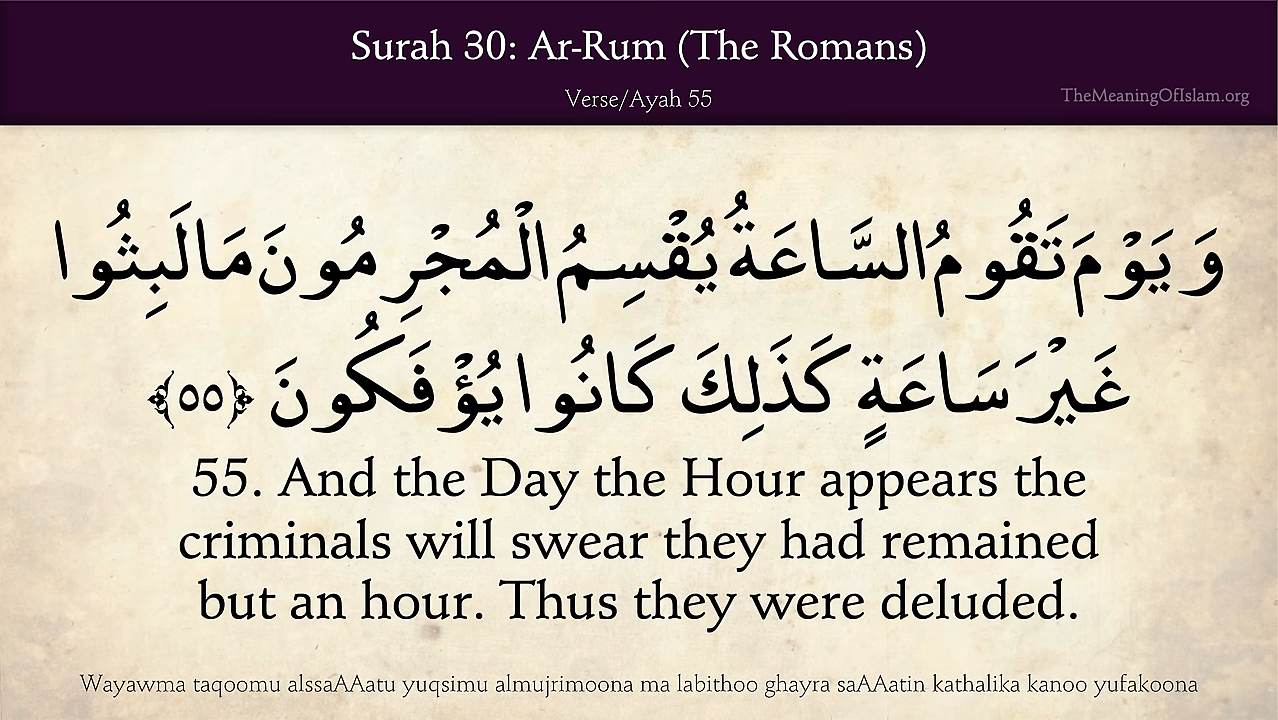 Surah 30: Ar-Rum (The Romans)
Verse/Ayah 55
TheMeaningOfIslam.org
وَيَوْمَ تَقُومُ السَّاعَةُ يُقْسِمُ الْمُجْرِمُونَ مَا لَبِثُوا
غَيْرَ سَاعَةٍ كَذَلِكَ كَانُوا يُؤْفَكُونَ ﴿٥٥﴾
55. And the Day the Hour appears the
criminals will swear they had remained
but an hour. Thus they were deluded.
Wayawma taqoomu alssaAAatu yuqsimu almujrimoona ma labithoo ghayra saAAatin kathalika kanoo yufakoona